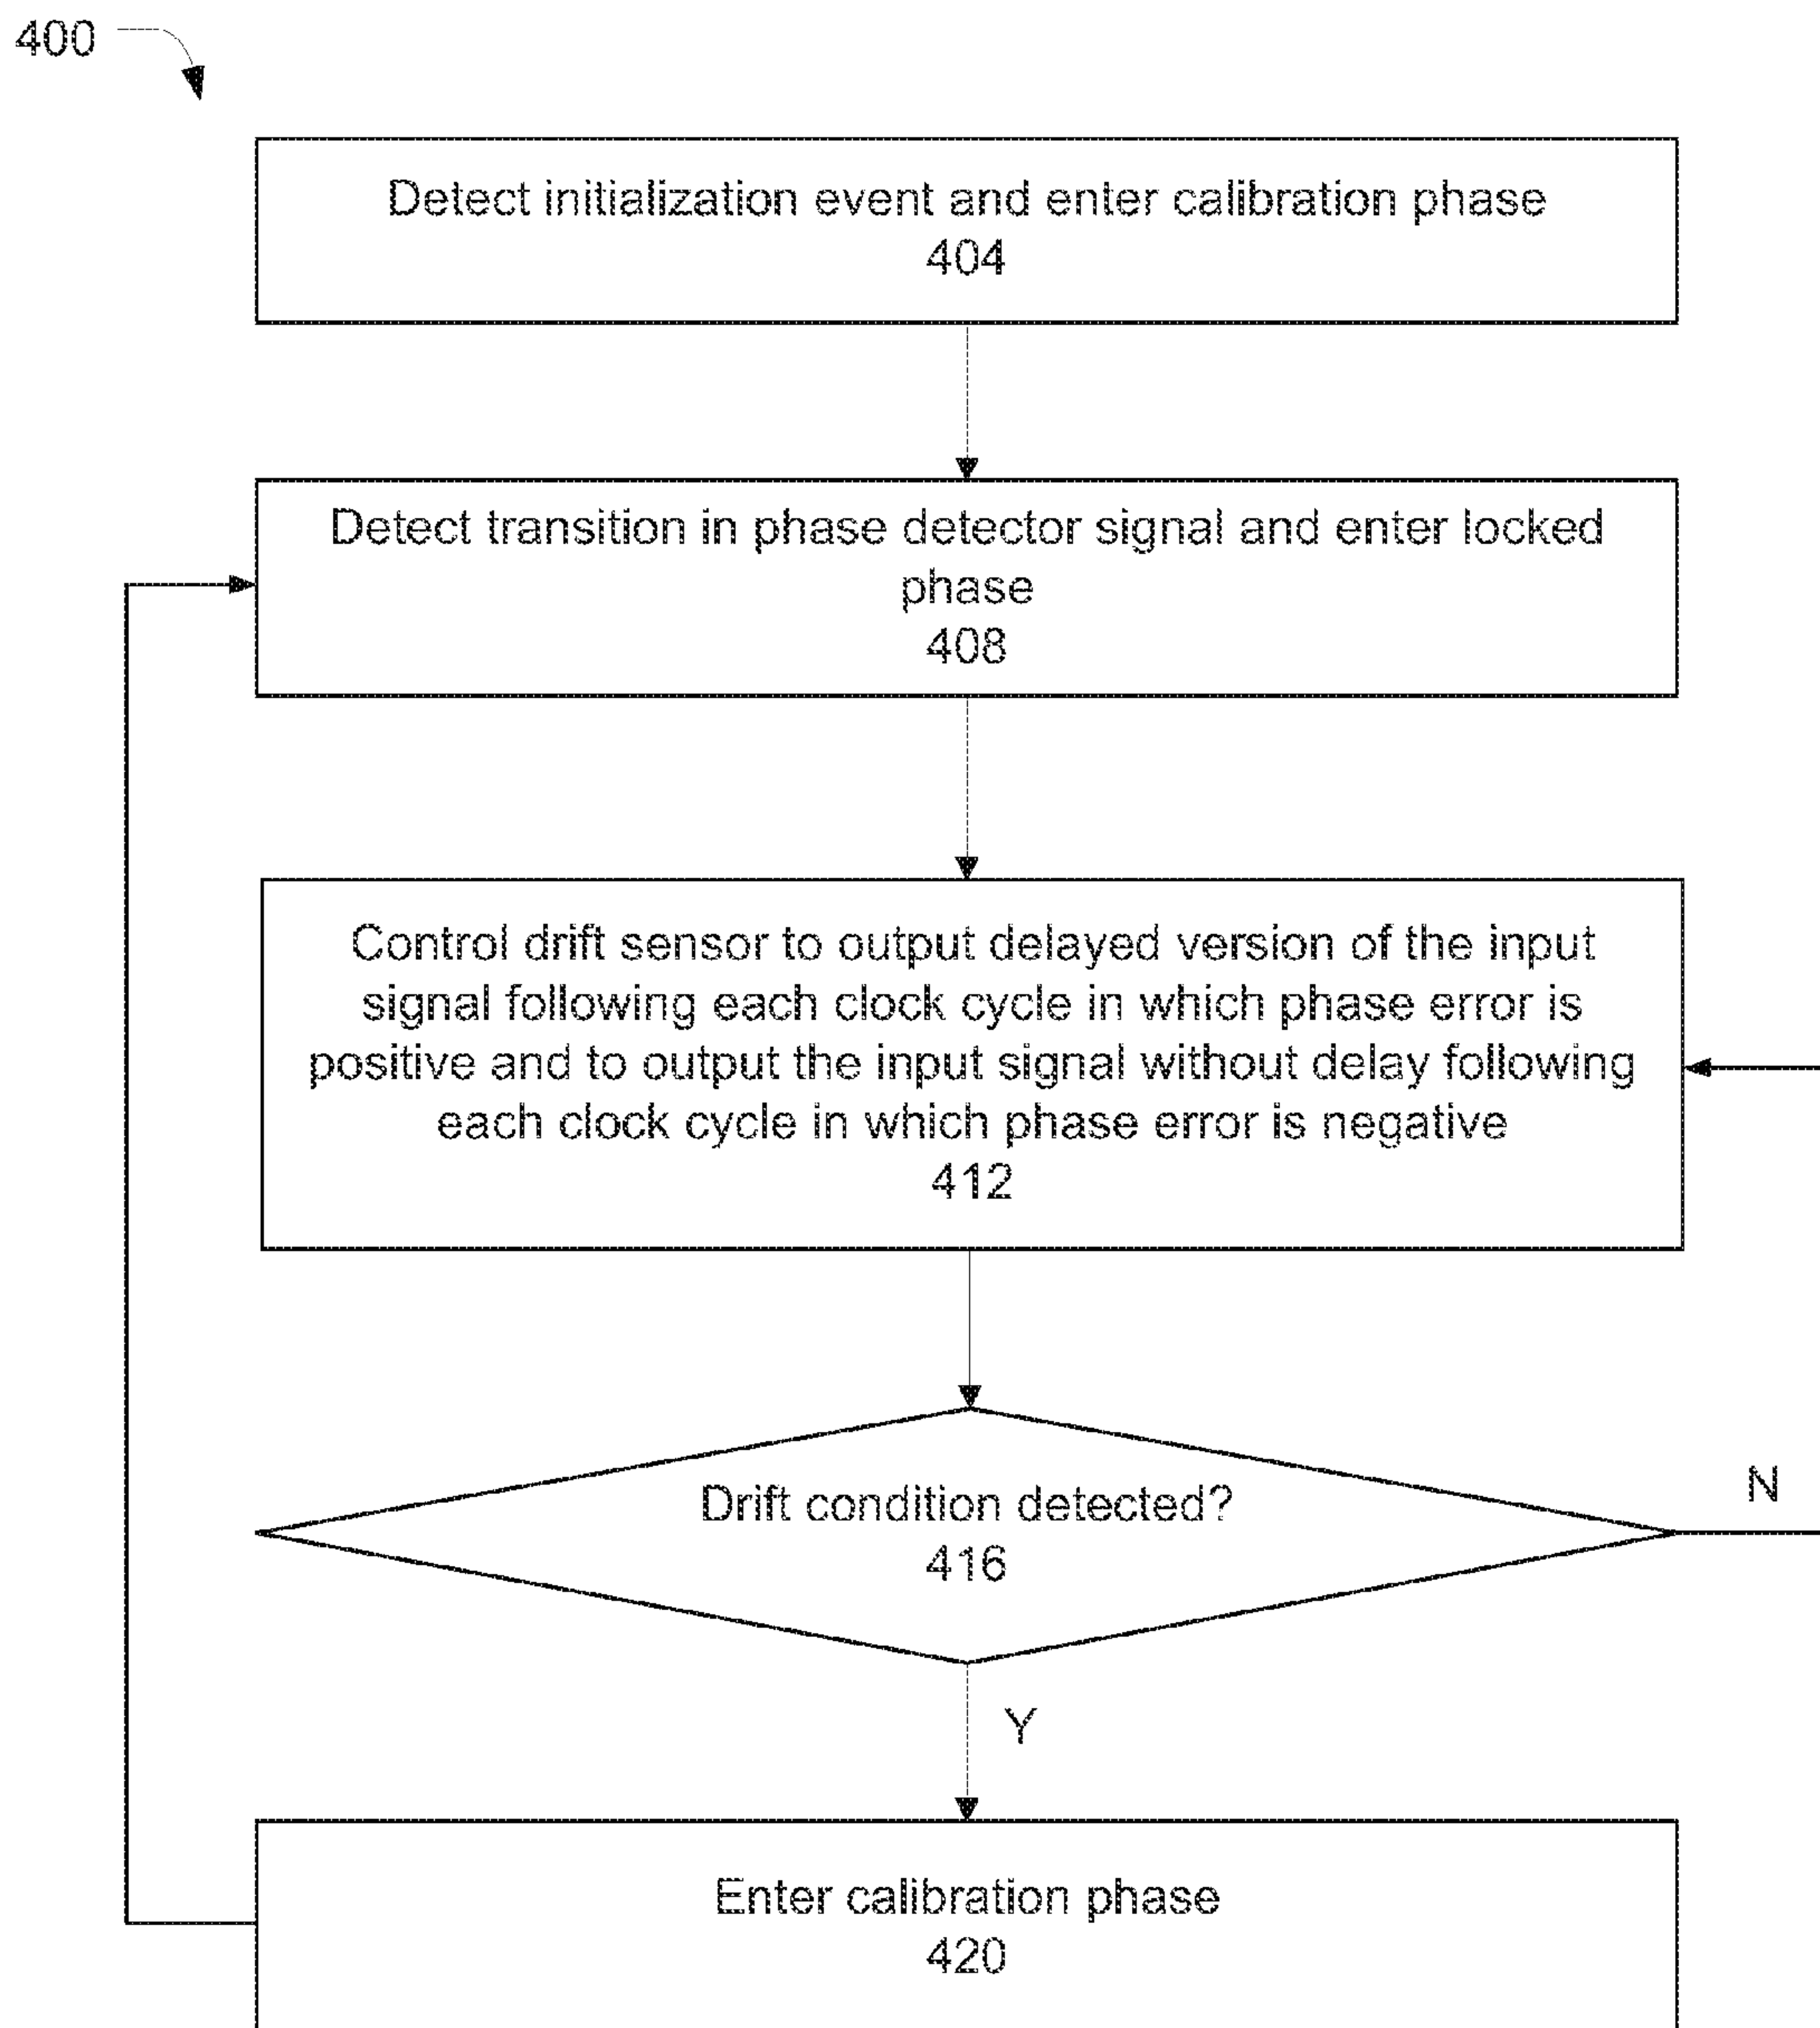 400
Detect initialization event and enter calibration phase
404
Detect transition in phase detector signal and enter locked
phase
408
Control drift sensor to output delayed version of the input
signal following each clock cycle in which phase error is
positive and to output the input signal without delay following
each clock cycle in which phase error is negative
412
Drift condition detected?
416
N
Y
Enter calibration phase
420